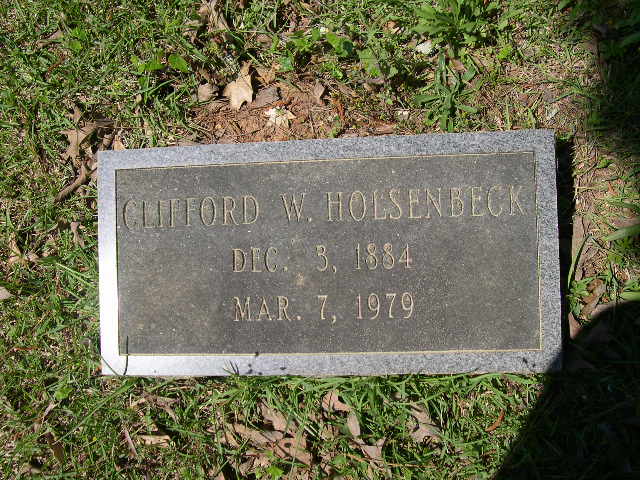 CLIFFORD W. HOLSENBECK
DEC. 3, 1884
MAR. 7, 1979